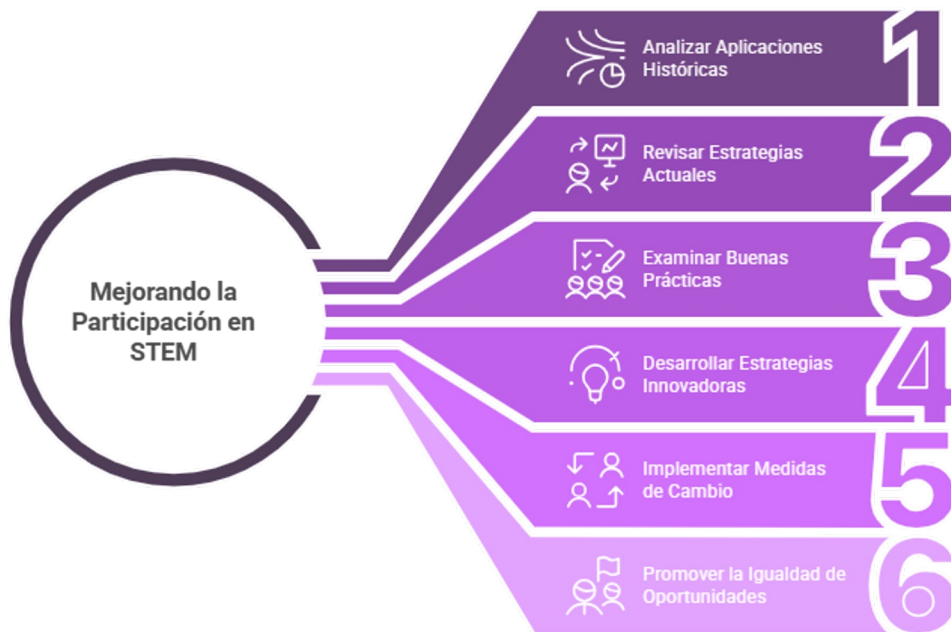 Mejorando la
Participación en
STEM
Analizar Aplicaciones
Históricas
1
Revisar Estrategias
Actuales
2
Examinar Buenas
Prácticas
3
Desarrollar Estrategias
Innovadoras
4
Implementar Medidas
de Cambio
5
Promover la Igualdad de
Oportunidades
6